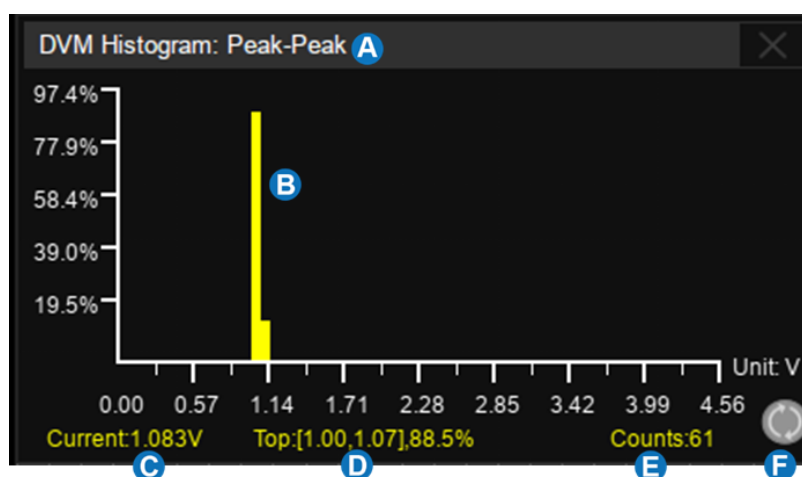 DVM Histogram: Peak-Peak A
97.4%
77.9%
B
58.4%
39.0%
19.5%
Unit: V
0.00 0.57 1.14 1.71 2.28 2.85 3.42 3.99 4.56
Current:1.083V Top:[1.00,1.07],88.5% Counts:61
C D E F